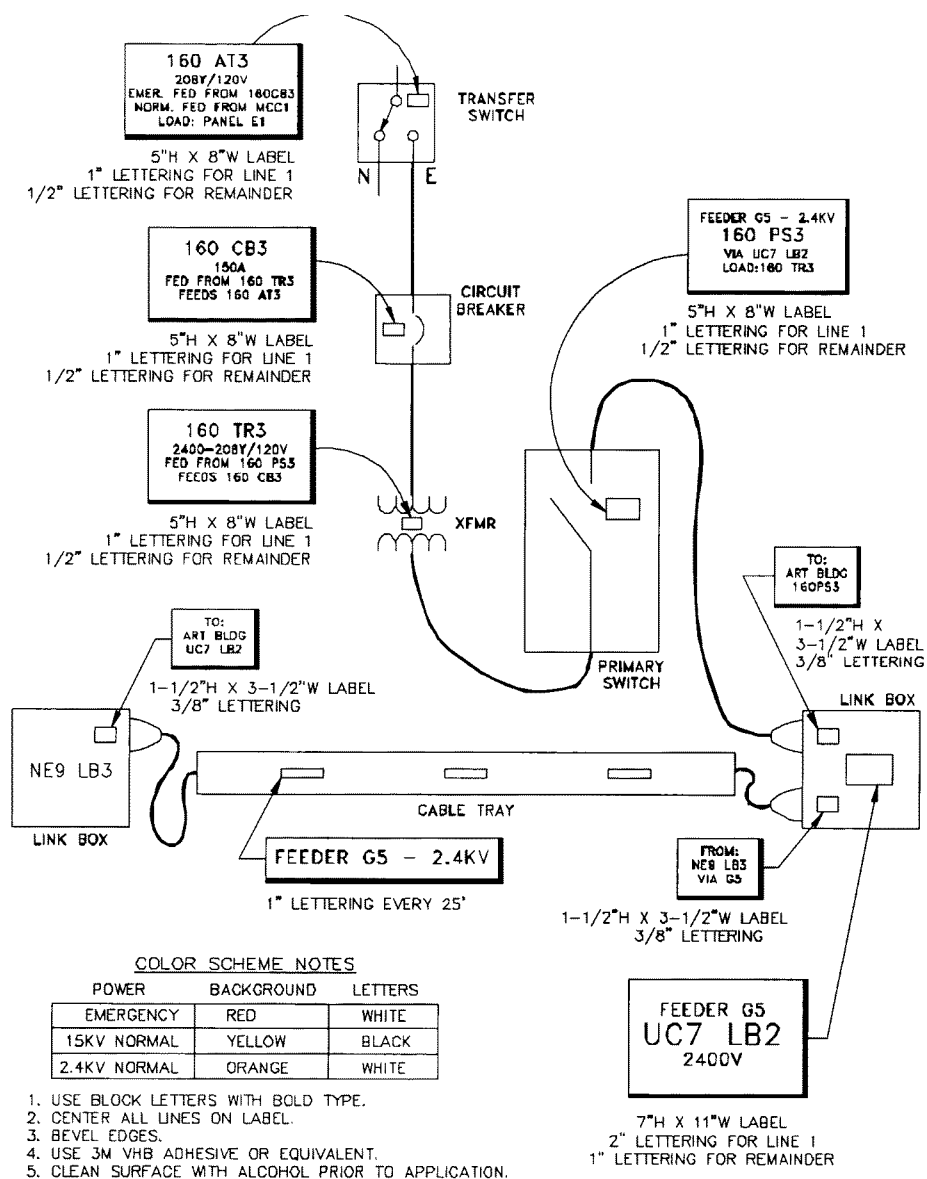 160 AT3
208Y/120V
EMER. FED FROM 160CB3
NORM. FED FROM MCC1
LOAD: PANEL E1
5"H X 8"W LABEL
1" LETTERING FOR LINE 1
1/2" LETTERING FOR REMAINDER
TRANSFER
SWITCH
N E
160 CB3
150A
FED FROM 160 TR3
FEEDS 160 AT3
5"H X 8"W LABEL
1" LETTERING FOR LINE 1
1/2" LETTERING FOR REMAINDER
CIRCUIT
BREAKER
FEEDER G5 - 2.4KV
160 PS3
VIA UC7 LB2
LOAD:160 TR3
5"H X 8"W LABEL
1" LETTERING FOR LINE 1
1/2" LETTERING FOR REMAINDER
160 TR3
2400-208Y/120V
FED FROM 160 PS3
FEEDS 160 CB3
5"H X 8"W LABEL
1" LETTERING FOR LINE 1
1/2" LETTERING FOR REMAINDER
XFMR
PRIMARY
SWITCH
TO:
ART BLDG
160PS3
1-1/2"H X
3-1/2"W LABEL
3/8" LETTERING
LINK BOX
TO:
ART BLDG
UC7 LB2
1-1/2"H X 3-1/2"W LABEL
3/8" LETTERING
NE9 LB3
LINK BOX
CABLE TRAY
FEEDER G5 - 2.4KV
1" LETTERING EVERY 25'
FROM:
NE9 LB3
VIA G5
1-1/2"H X 3-1/2"W LABEL
3/8" LETTERING
FEEDER G5
UC7 LB2
2400V
7"H X 11"W LABEL
2" LETTERING FOR LINE 1
1" LETTERING FOR REMAINDER
COLOR SCHEME NOTES
POWER BACKGROUND LETTERS
EMERGENCY RED WHITE
15KV NORMAL YELLOW BLACK
2.4KV NORMAL ORANGE WHITE
1. USE BLOCK LETTERS WITH BOLD TYPE.
2. CENTER ALL LINES ON LABEL.
3. BEVEL EDGES.
4. USE 3M VHB ADHESIVE OR EQUIVALENT.
5. CLEAN SURFACE WITH ALCOHOL PRIOR TO APPLICATION.